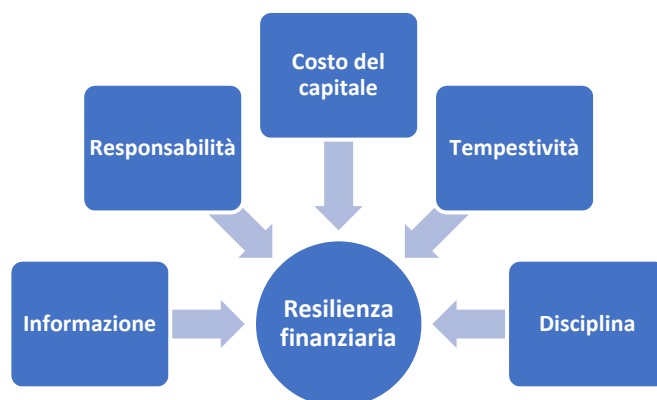 Costo del
capitale
Responsabilità
Tempestività
Informazione
Resilienza
finanziaria
Disciplina